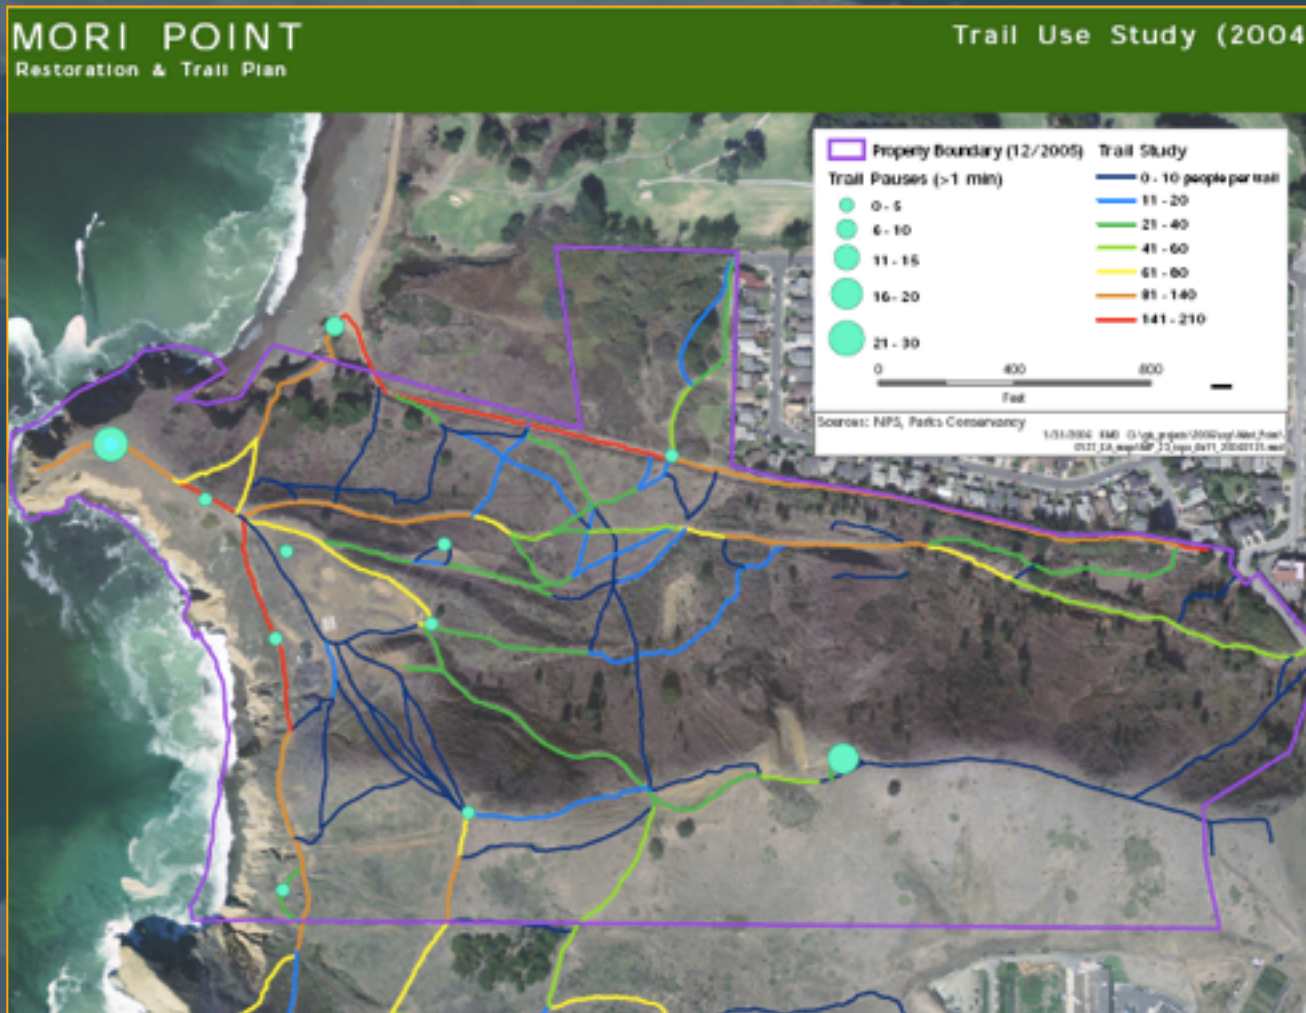 MORI POINT
Trail Use Study (2004
Restoration & Trail Plan
Property Boundary (12/2005)
Trail Pauses (>1 min)
0 - 5
6 - 10
11 - 15
16 - 20
21 - 30
Trail Study
0 - 10 people per trail
11 - 20
21 - 40
41 - 60
61 - 80
81 - 140
141 - 210
0 400 800
Feet
Sources: NPS, Parks Conservancy